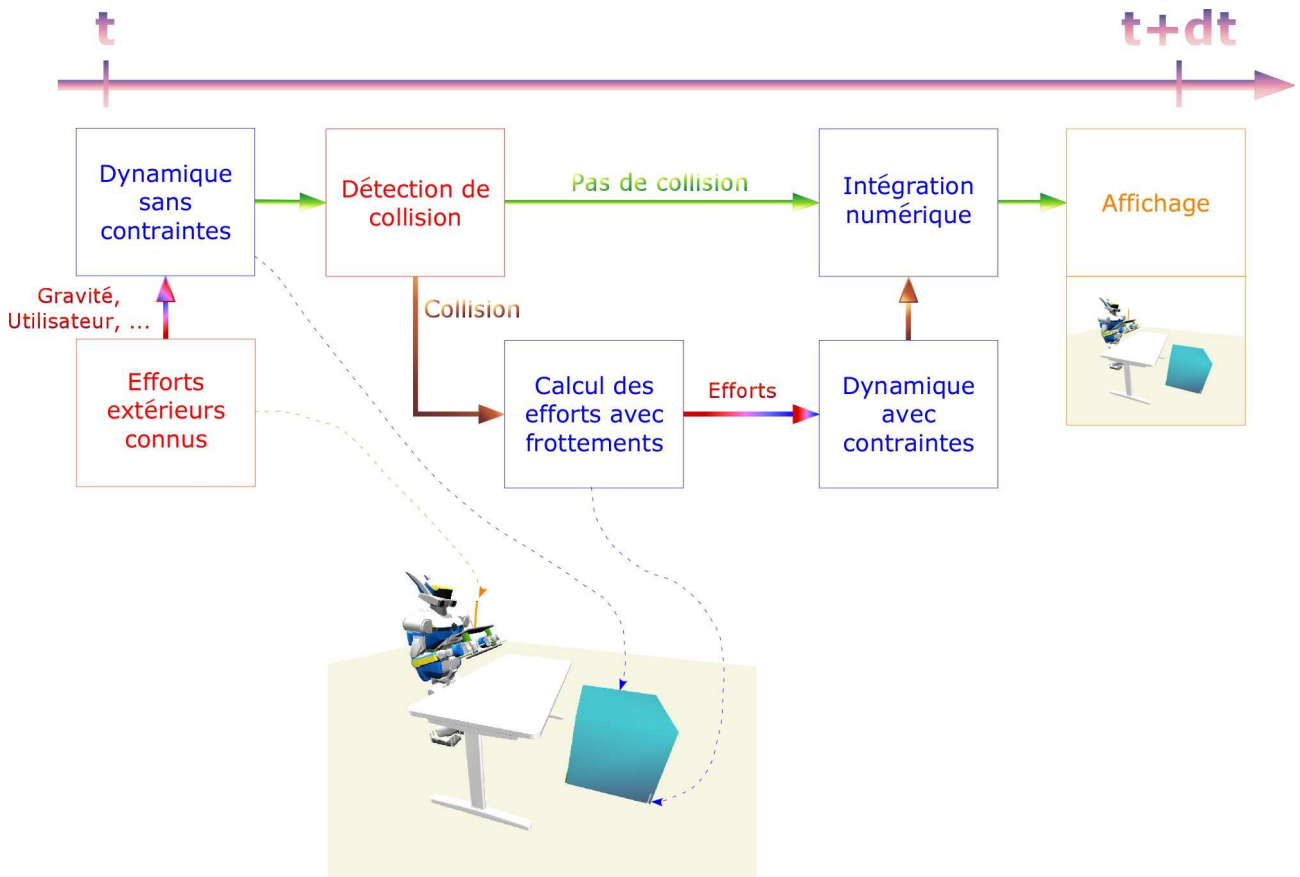 t
t+dt
Dynamique
sans
contraintes
Détection de
collision
Pas de collision
Intégration
numérique
Affichage
Gravité,
Utilisateur, ...
Collision
Efforts
extérieurs
connus
Calcul des
efforts avec
frottements
Efforts
Dynamique
avec
contraintes